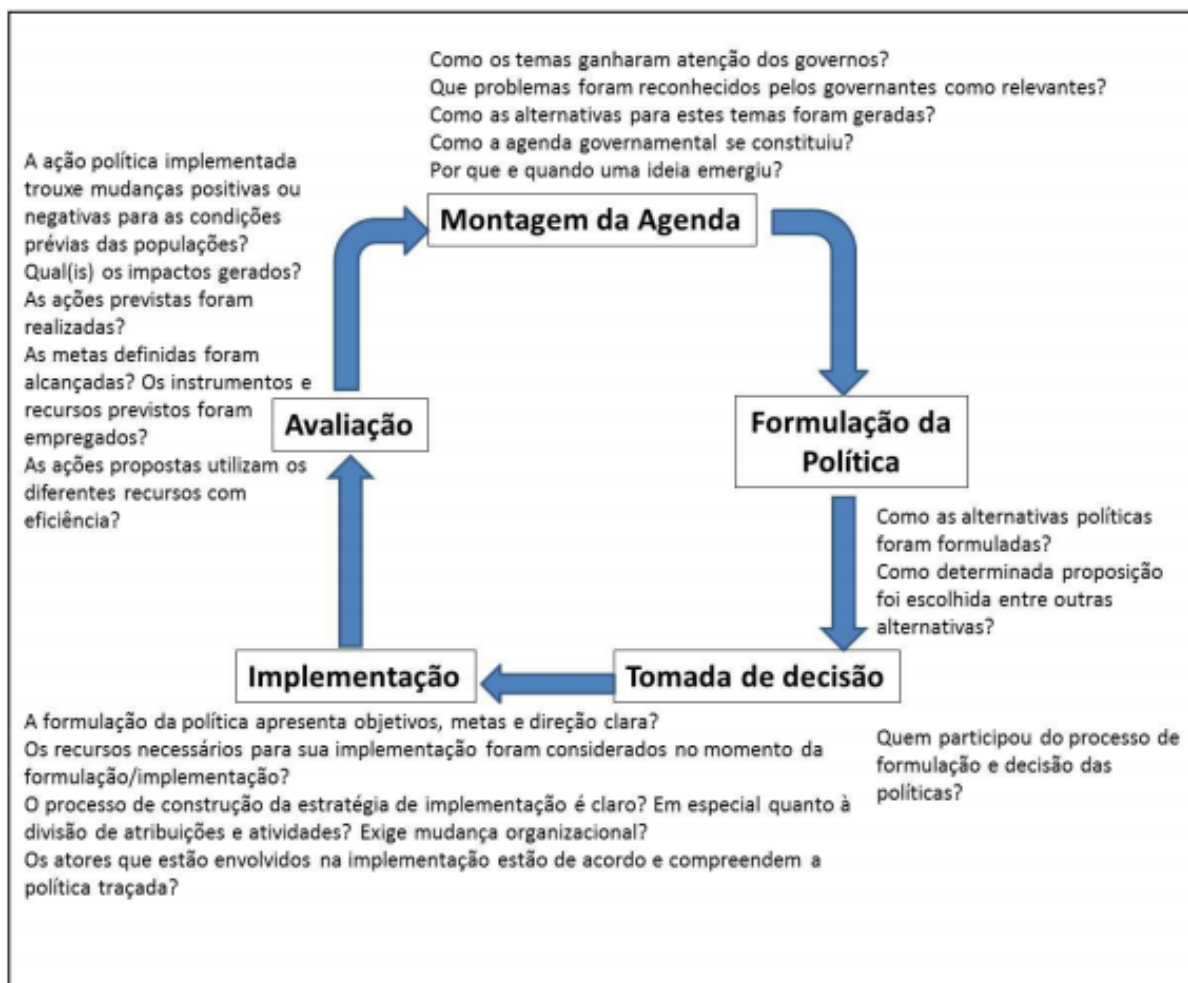 Como os temas ganharam atenção dos governos?
Que problemas foram reconhecidos pelos governantes como relevantes?
Como as alternativas para estes temas foram geradas?
Como a agenda governamental se constituiu?
Por que e quando uma ideia emergiu?
Montagem da Agenda
A ação política implementada
trouxe mudanças positivas ou
negativas para as condições
prévias das populações?
Qual(is) os impactos gerados?
As ações previstas foram
realizadas?
As metas definidas foram
alcançadas? Os instrumentos e
recursos previstos foram
empregados?
As ações propostas utilizam os
diferentes recursos com
eficiência?
Avaliação
Formulação da
Política
Como as alternativas políticas
foram formuladas?
Como determinada proposição
foi escolhida entre outras
alternativas?
Implementação
Tomada de decisão
A formulação da política apresenta objetivos, metas e direção clara?
Os recursos necessários para sua implementação foram considerados no momento da
formulação/implementação?
O processo de construção da estratégia de implementação é claro? Em especial quanto à
divisão de atribuições e atividades? Exige mudança organizacional?
Os atores que estão envolvidos na implementação estão de acordo e compreendem a
política traçada?
Quem participou do processo de
formulação e decisão das
políticas?